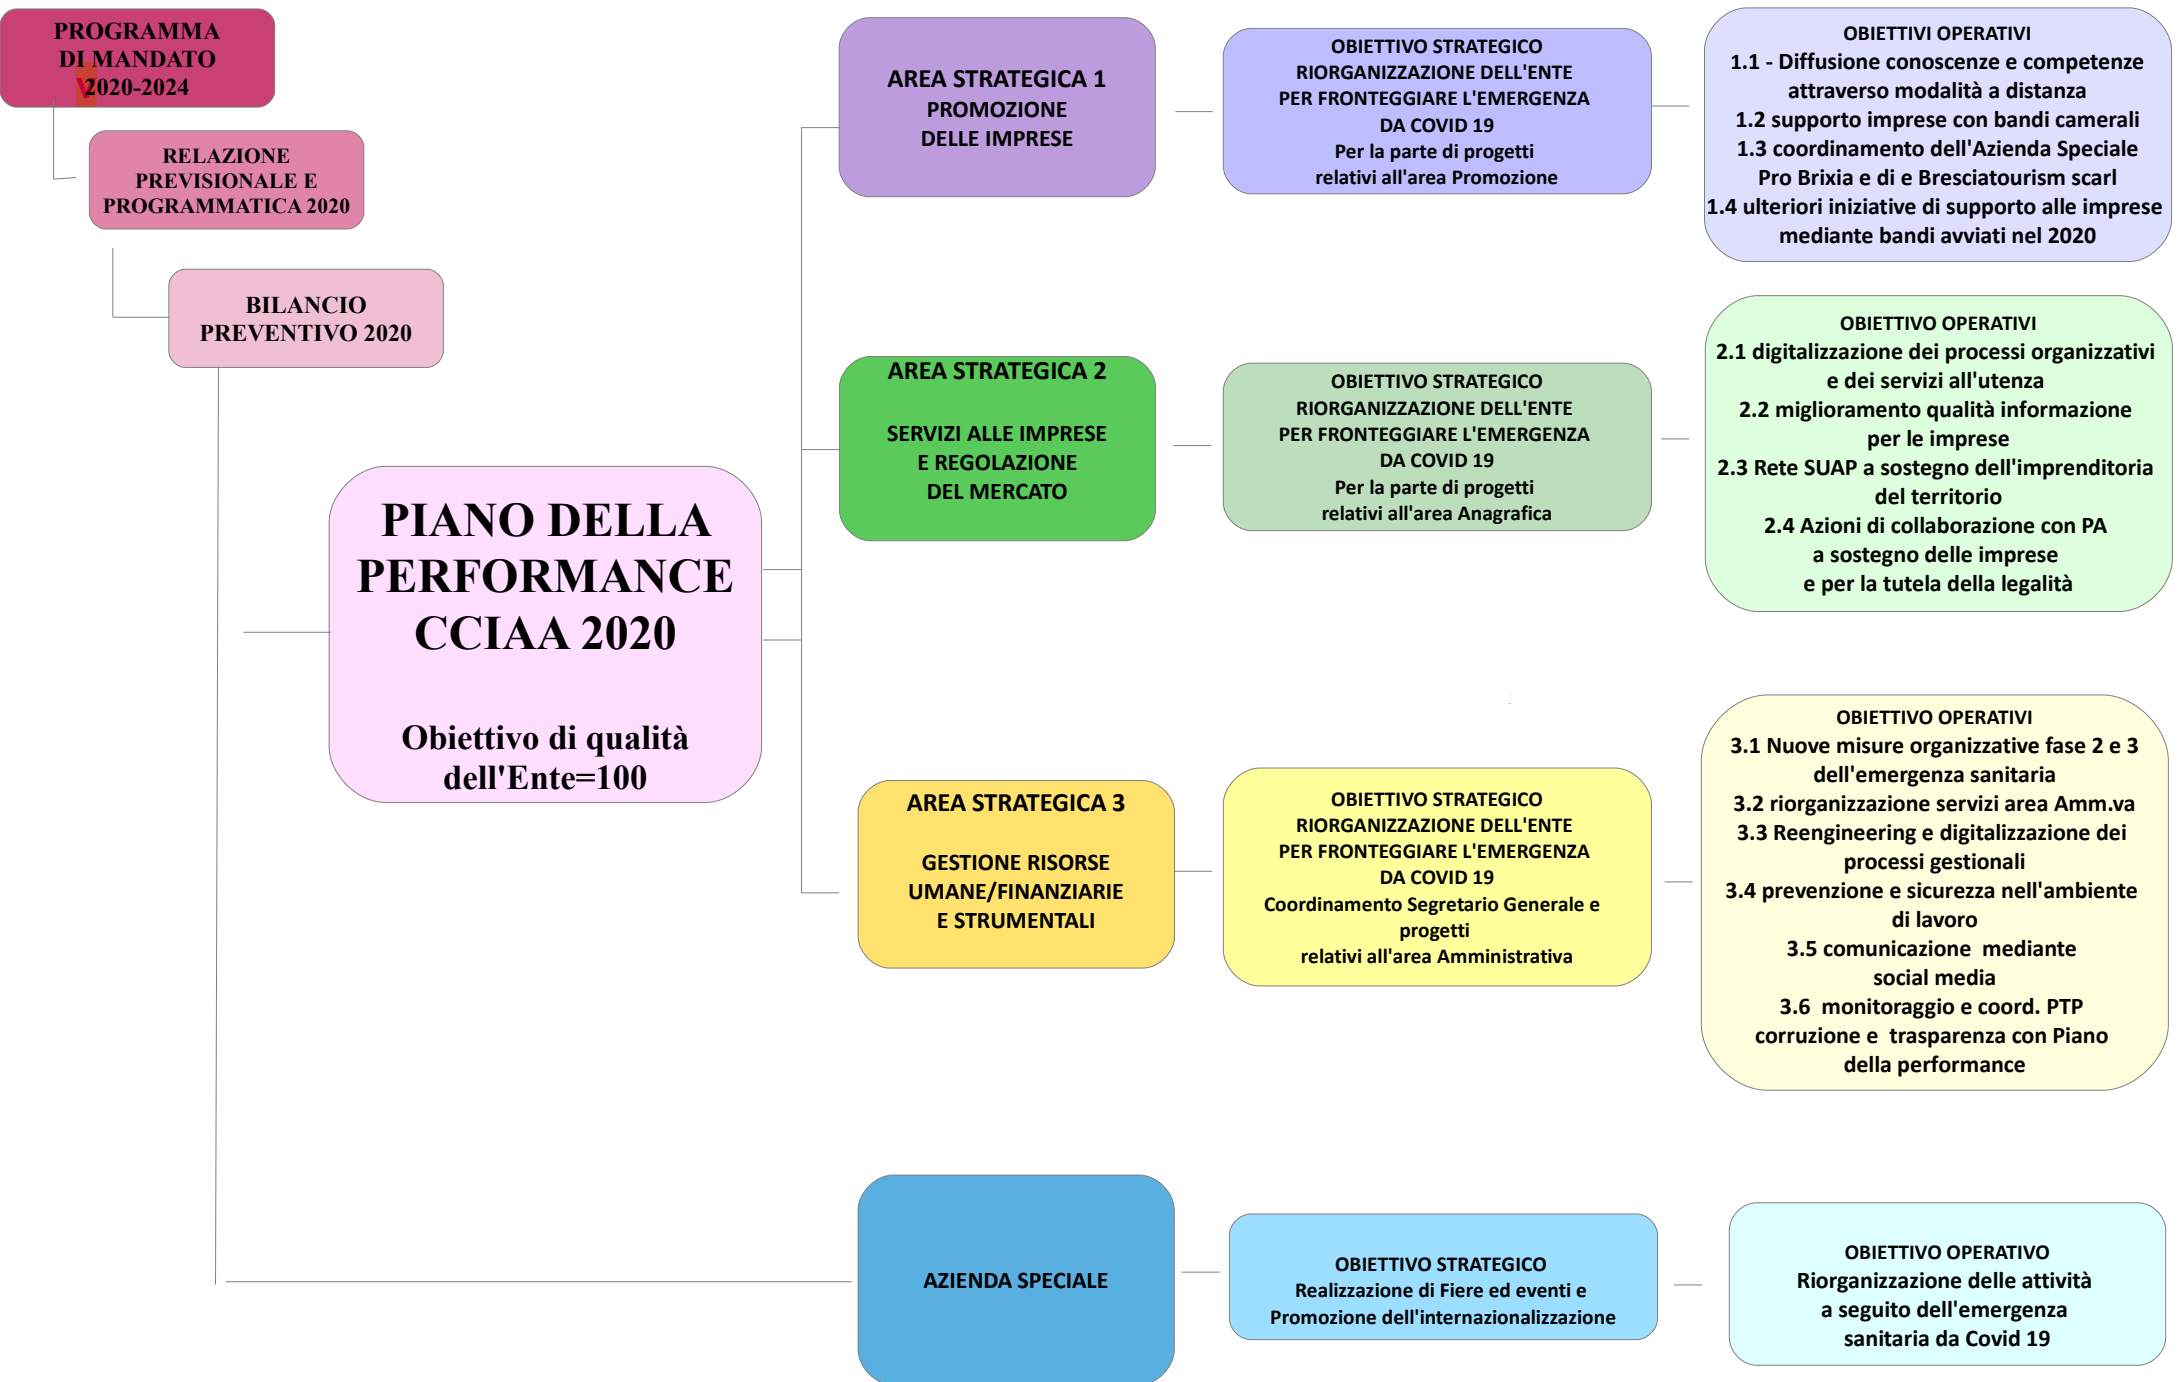 PROGRAMMA
DI MANDATO
2020-2024
V
RELAZIONE
PREVISIONALE E
PROGRAMMATICA 2020
BILANCIO
PREVENTIVO 2020
PIANO DELLA
PERFORMANCE
CCIAA 2020
Obiettivo di qualità
dell'Ente=100
AREA STRATEGICA 1
PROMOZIONE
DELLE IMPRESE
OBIETTIVO STRATEGICO
RIORGANIZZAZIONE DELL'ENTE
PER FRONTEGGIARE L'EMERGENZA
DA COVID 19
Per la parte di progetti
relativi all'area Promozione
OBIETTIVI OPERATIVI
1.1 - Diffusione conoscenze e competenze
attraverso modalità a distanza
1.2 supporto imprese con bandi camerali
1.3 coordinamento dell'Azienda Speciale
Pro Brixia e di e Bresciatourism scarl
1.4 ulteriori iniziative di supporto alle imprese
mediante bandi avviati nel 2020
AREA STRATEGICA 2
SERVIZI ALLE IMPRESE
E REGOLAZIONE
DEL MERCATO
OBIETTIVO STRATEGICO
RIORGANIZZAZIONE DELL'ENTE
PER FRONTEGGIARE L'EMERGENZA
DA COVID 19
Per la parte di progetti
relativi all'area Anagrafica
OBIETTIVO OPERATIVI
2.1 digitalizzazione dei processi organizzativi
e dei servizi all'utenza
2.2 miglioramento qualità informazione
per le imprese
2.3 Rete SUAP a sostegno dell'imprenditoria
del territorio
2.4 Azioni di collaborazione con PA
a sostegno delle imprese
e per la tutela della legalità
AREA STRATEGICA 3
GESTIONE RISORSE
UMANE/FINANZIARIE
E STRUMENTALI
OBIETTIVO STRATEGICO
RIORGANIZZAZIONE DELL'ENTE
PER FRONTEGGIARE L'EMERGENZA
DA COVID 19
Coordinamento Segretario Generale e
progetti
relativi all'area Amministrativa
OBIETTIVO OPERATIVI
3.1 Nuove misure organizzative fase 2 e 3
dell'emergenza sanitaria
3.2 riorganizzazione servizi area Amm.va
3.3 Reengineering e digitalizzazione dei
processi gestionali
3.4 prevenzione e sicurezza nell'ambiente
di lavoro
3.5 comunicazione mediante
social media
3.6 monitoraggio e coord. PTP
corruzione e trasparenza con Piano
della performance
AZIENDA SPECIALE
OBIETTIVO STRATEGICO
Realizzazione di Fiere ed eventi e
Promozione dell'internazionalizzazione
OBIETTIVO OPERATIVO
Riorganizzazione delle attività
a seguito dell'emergenza
sanitaria da Covid 19